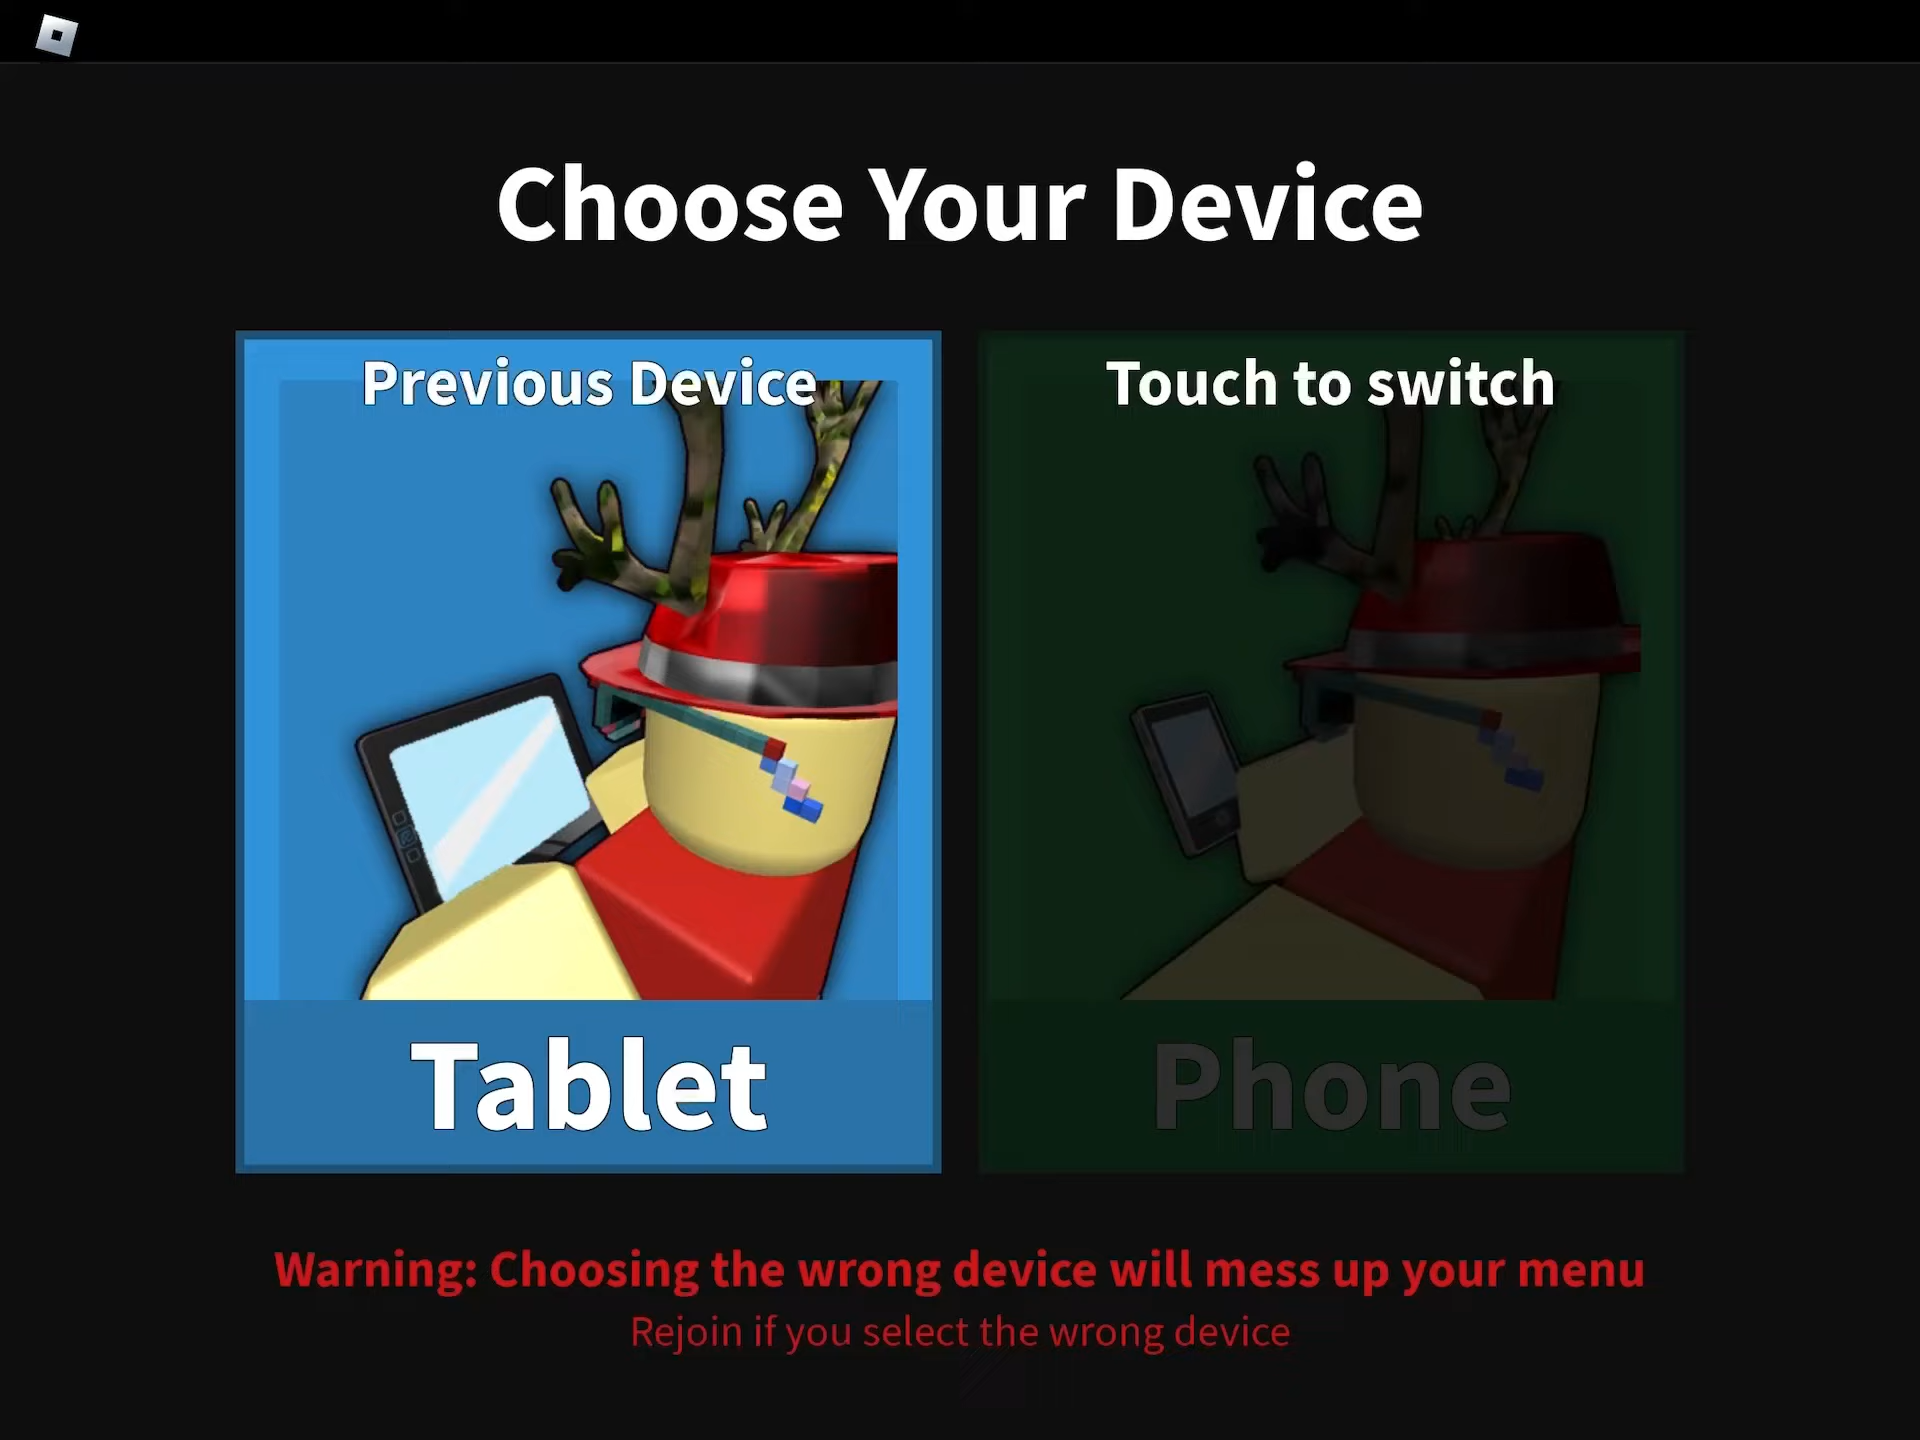 Choose Your Device
Previous Device
Touch to switch
Tablet
Phone
Warning: Choosing the wrong device will mess up your menu
Rejoin if you select the wrong device